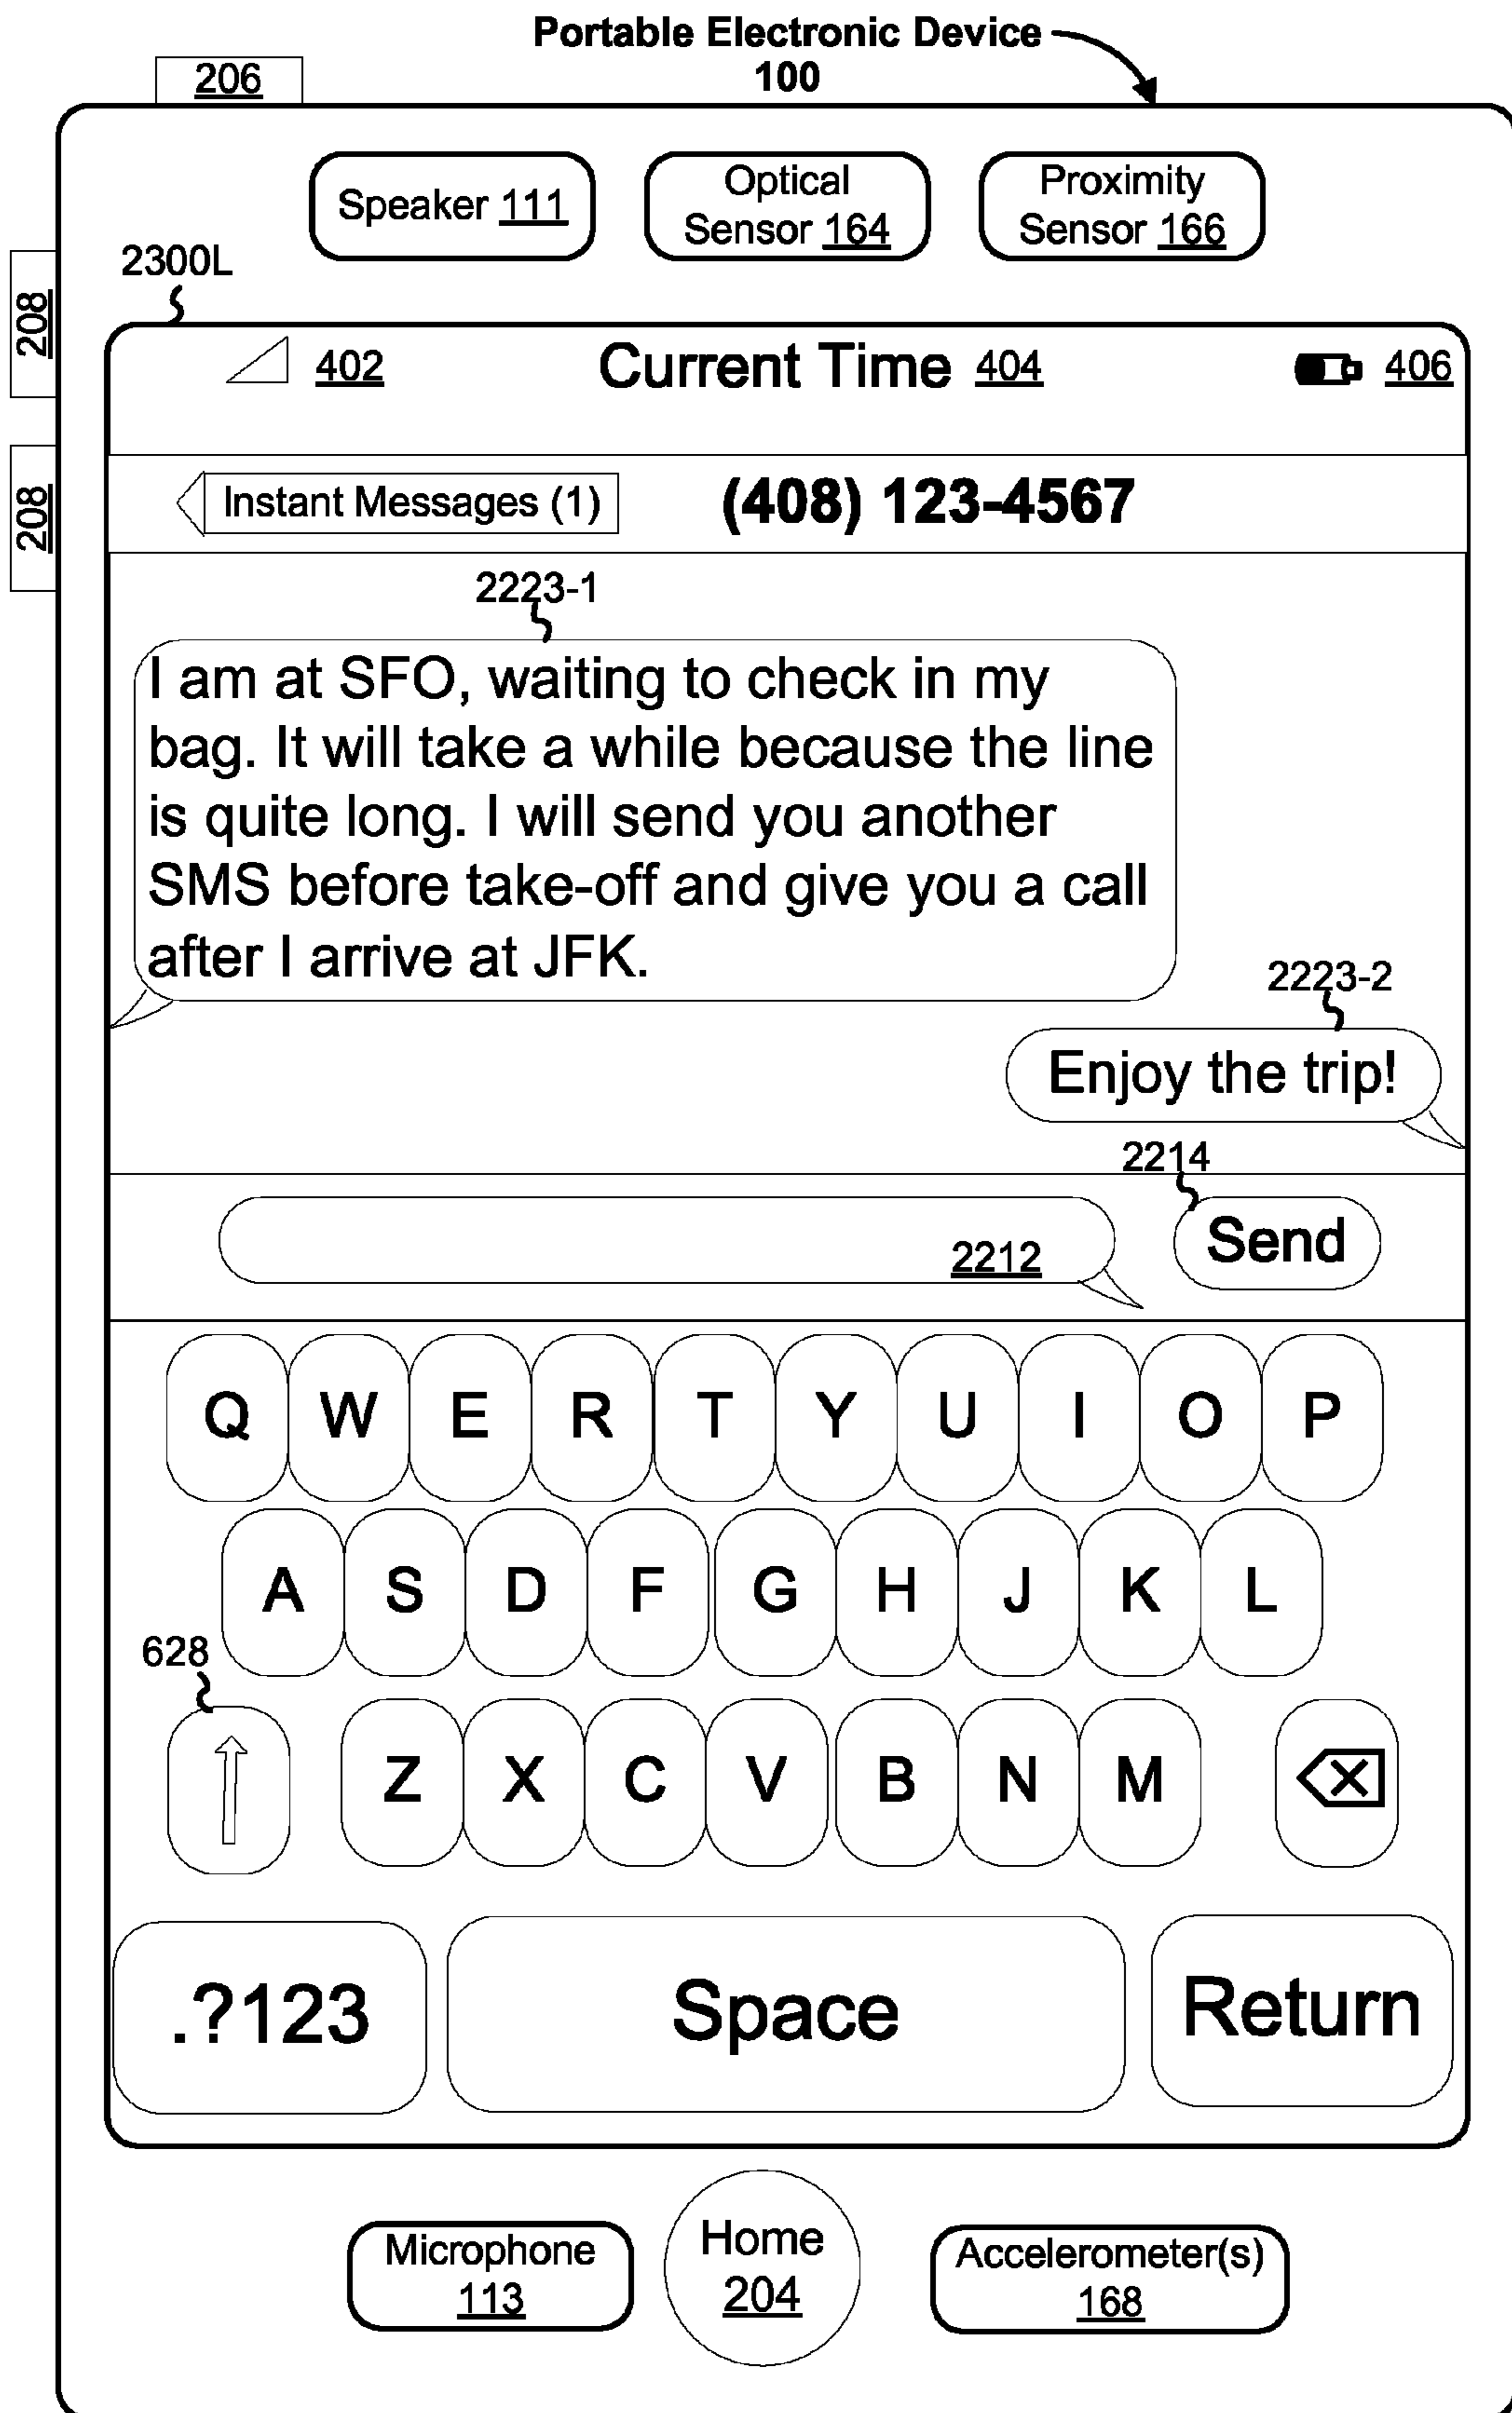 Portable Electronic Device
100
206
Speaker 111
Optical
Sensor 164
Proximity
Sensor 166
2300L
208
402
Current Time 404
406
208
Instant Messages (1)
(408) 123-4567
2223-1
I am at SFO, waiting to check in my
bag. It will take a while because the line
is quite long. I will send you another
SMS before take-off and give you a call
after I arrive at JFK.
2223-2
Enjoy the trip!
2214
2212
Send
Q W E R T Y U I O P
A S D F G H J K L
628
Z X C V B N M
.?123
Space
Return
Microphone
113
Home
204
Accelerometer(s)
168